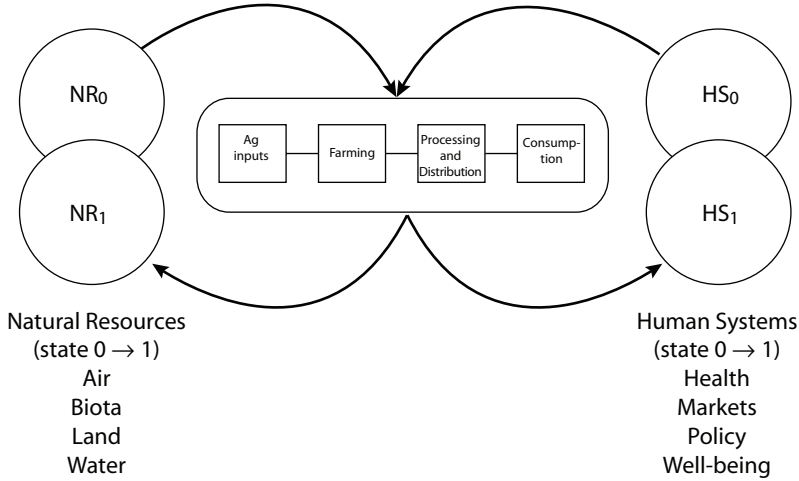 NR₀
HS₀
Ag
inputs
Farming
Processing
and
Distribution
Consump-
tion
NR₁
HS₁
Natural Resources
(state 0 → 1)
Air
Biota
Land
Water
Human Systems
(state 0 → 1)
Health
Markets
Policy
Well-being